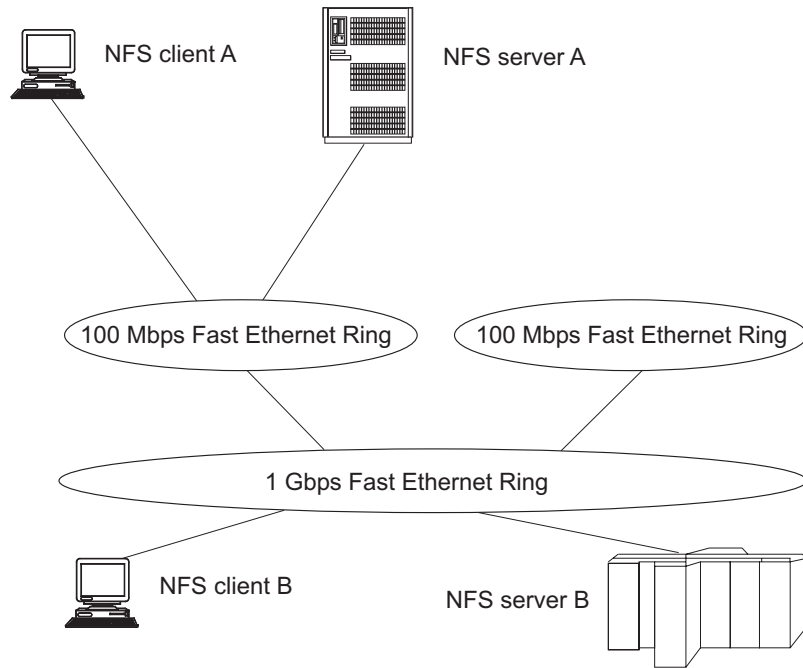 NFS client A
NFS server A
100 Mbps Fast Ethernet Ring
100 Mbps Fast Ethernet Ring
1 Gbps Fast Ethernet Ring
NFS client B
NFS server B